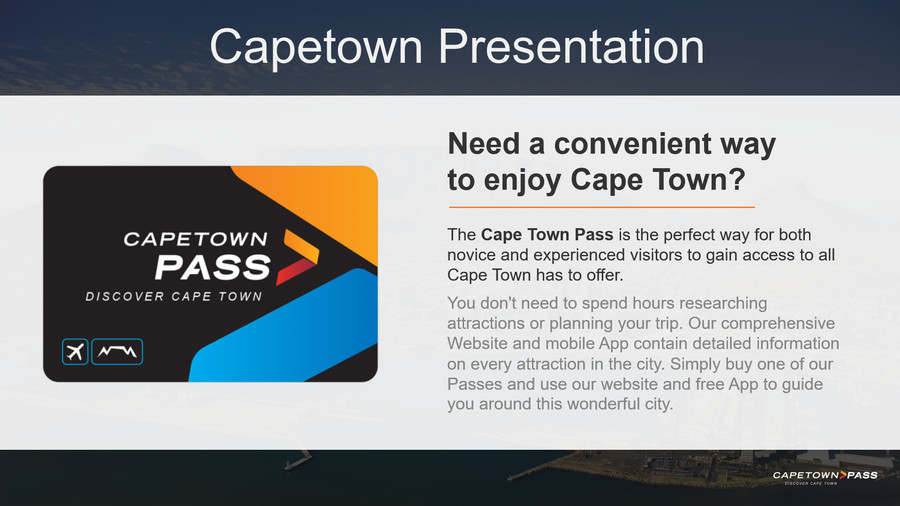 Capetown Presentation
CAPETOWN
PASS
DISCOVER CAPE TOWN
Need a convenient way
to enjoy Cape Town?
The Cape Town Pass is the perfect way for both
novice and experienced visitors to gain access to all
Cape Town has to offer.
You don't need to spend hours researching
attractions or planning your trip. Our comprehensive
Website and mobile App contain detailed information
on every attraction in the city. Simply buy one of our
Passes and use our website and free App to guide
you around this wonderful city.
CAPETOWN PASS
DISCOVER CAPE TOWN